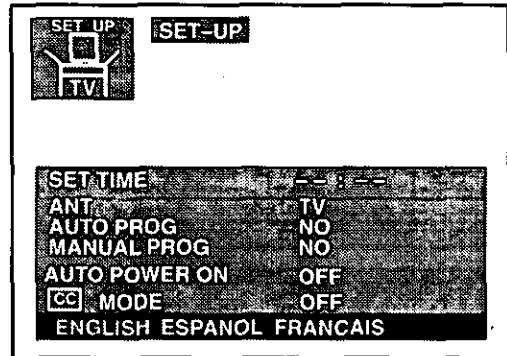 SET UP
SET-UP
TV
SET TIME --:--
ANT TV
AUTO PROG NO
MANUAL PROG NO
AUTO POWER ON OFF
CC MODE OFF
ENGLISH ESPANOL FRANCAIS